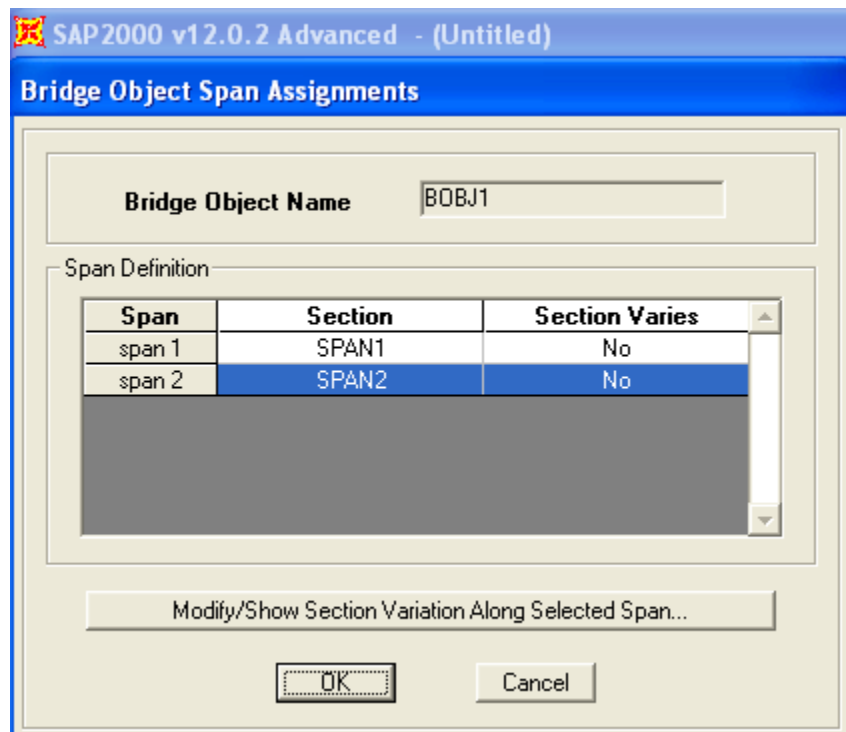 SAP2000 v12.0.2 Advanced - (Untitled)
Bridge Object Span Assignments
Bridge Object Name BOBJ1
Span Definition
Span Section Section Varies
span 1 SPAN1 No
span 2 SPAN2 No
Modify/Show Section Variation Along Selected Span...
OK Cancel